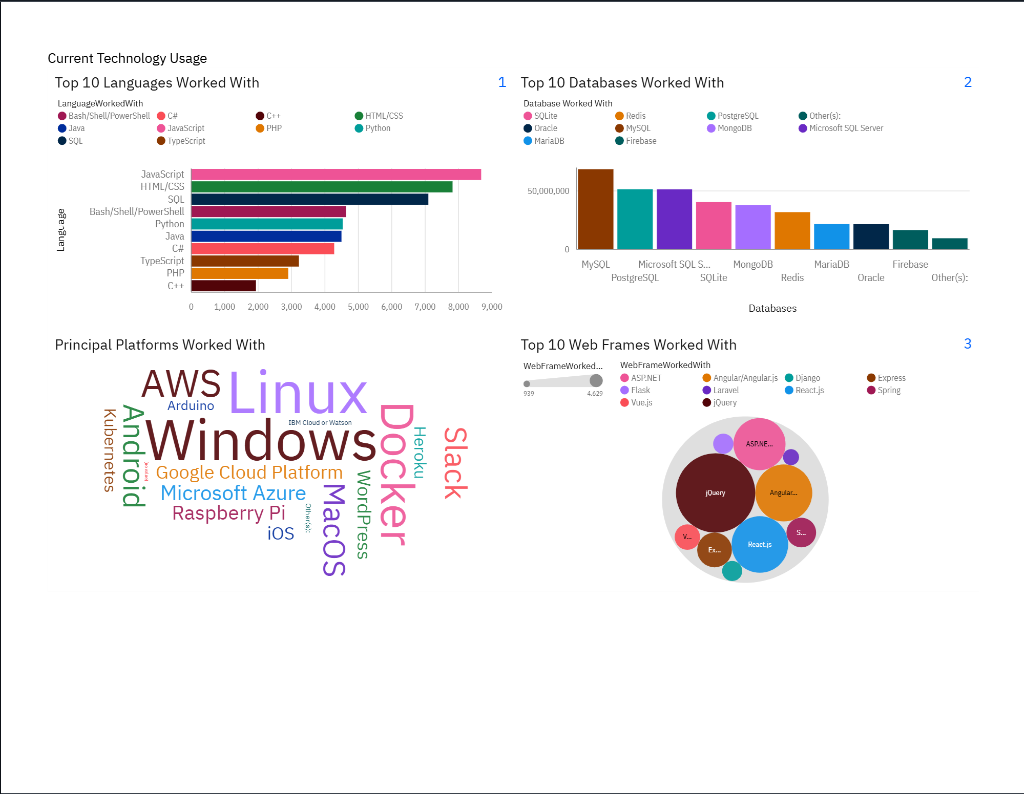 Current Technology Usage
Top 10 Languages Worked With
1
LanguageWorkedWith
Bash/Shell/PowerShell C# C++ HTML/CSS
Java JavaScript PHP Python
SQL TypeScript
Language
JavaScript
HTML/CSS
SQL
Bash/Shell/PowerShell
Python
Java
C#
TypeScript
PHP
C++
0 1,000 2,000 3,000 4,000 5,000 6,000 7,000 8,000 9,000
Top 10 Databases Worked With
2
Database Worked With
SQLite Redis PostgreSQL Other(s):
Oracle MySQL MongoDB Microsoft SQL Server
MariaDB Firebase
50,000,000
0
MySQL Microsoft SQL S... MongoDB MariaDB Firebase
PostgreSQL SQLite Redis Oracle Other(s):
Databases
Principal Platforms Worked With
AWS
Linux
Arduino
IBM Cloud or Watson
Kubernetes
Android
Windows
Docker
Heroku
Slack
Google Cloud Platform
Microsoft Azure
Raspberry Pi
iOS
Other(s):
MacOS
WordPress
Top 10 Web Frames Worked With
3
WebFrameWorked...
939 4,629
WebFrameWorkedWith
ASP.NET Angular/Angular.js Django Express
Flask Laravel React.js Spring
Vue.js jQuery
ASP.NE...
jQuery
Angular...
V...
Ex...
React.js
S...